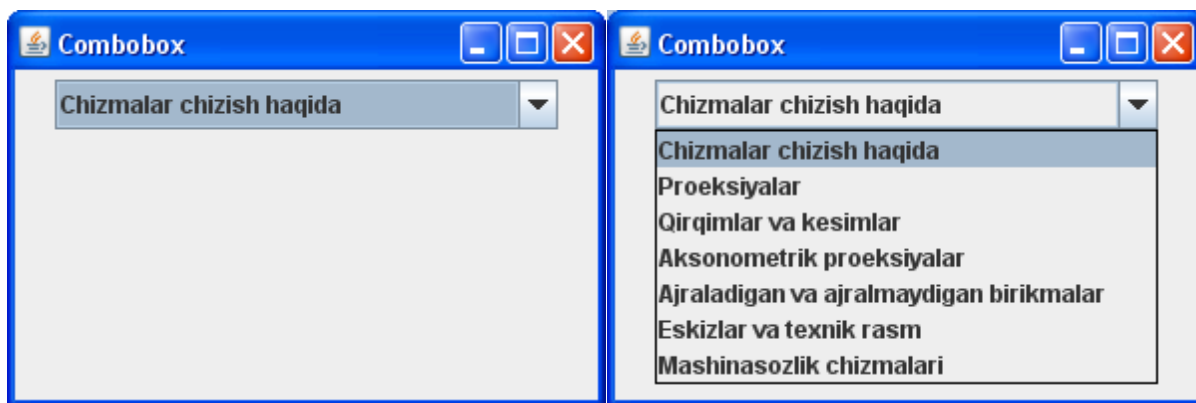 Combobox
Chizmalar chizish haqida
Combobox
Chizmalar chizish haqida
Chizmalar chizish haqida
Proeksiyalar
Qirqimlar va kesimlar
Aksonometrik proeksiyalar
Ajraladigan va ajralmaydigan birikmalar
Eskizlar va texnik rasm
Mashinasozlik chizmalari